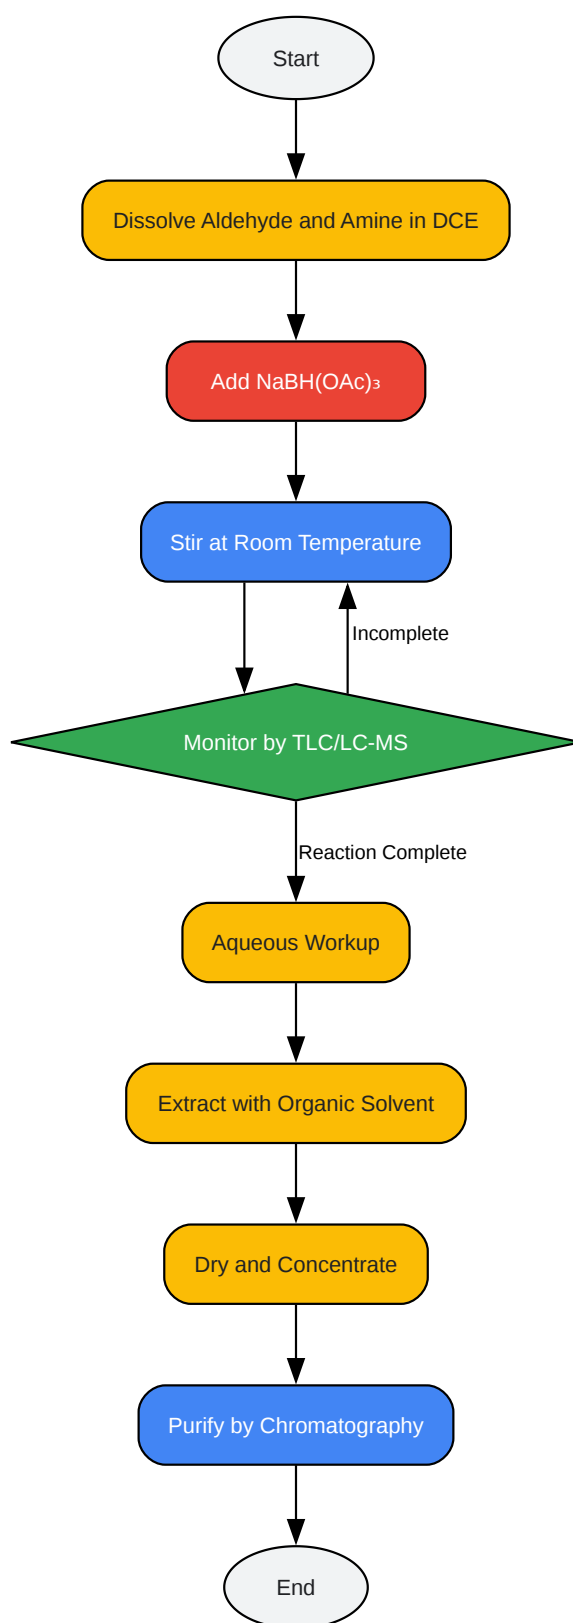 Start
Dissolve Aldehyde and Amine in DCE
Add NaBH(OAc)₃
Stir at Room Temperature
Incomplete
Monitor by TLC/LC-MS
Reaction Complete
Aqueous Workup
Extract with Organic Solvent
Dry and Concentrate
Purify by Chromatography
End